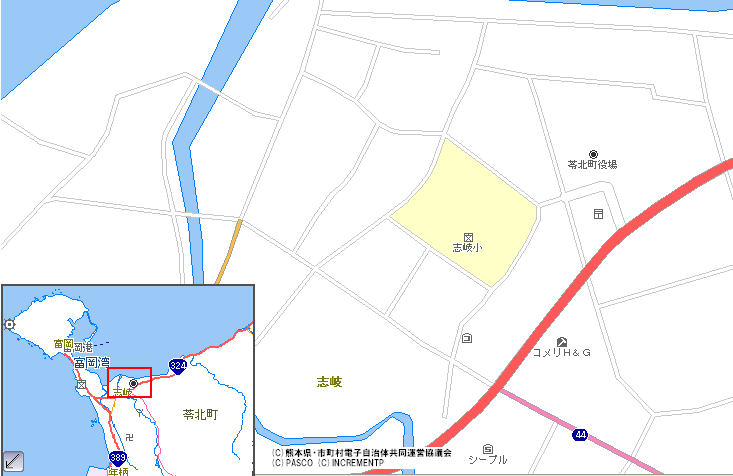 苓北町役場
志岐小
コメリH&G
志岐
44
シープル
富岡
富岡港
富岡湾
324
志岐
苓北町
389
年柄
(C)熊本県・市町村電子自治体共同運営協議会
(C) PASCO (C) INCREMENTP